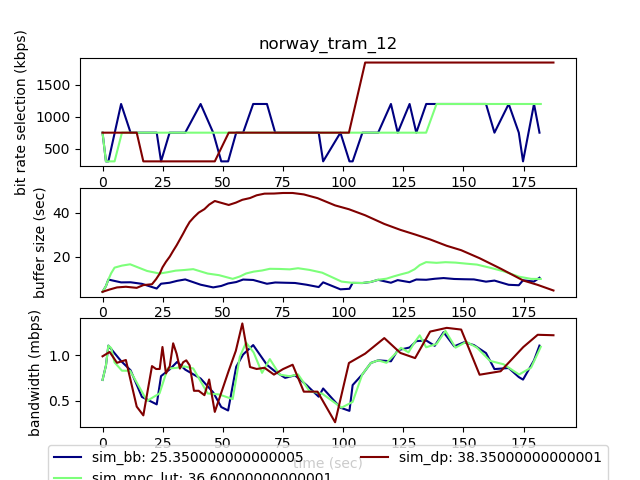 norway_tram_12
bit rate selection (kbps)
1500
1000
500
0 25 50 75 100 125 150 175
buffer size (sec)
40
20
0 25 50 75 100 125 150 175
bandwidth (mbps)
1.0
0.5
0 25 50 75 100 125 150 175
time (sec)
sim_bb: 25.350000000000005 sim_dp: 38.35000000000001
sim_mpc_lut: 36.60000000000001